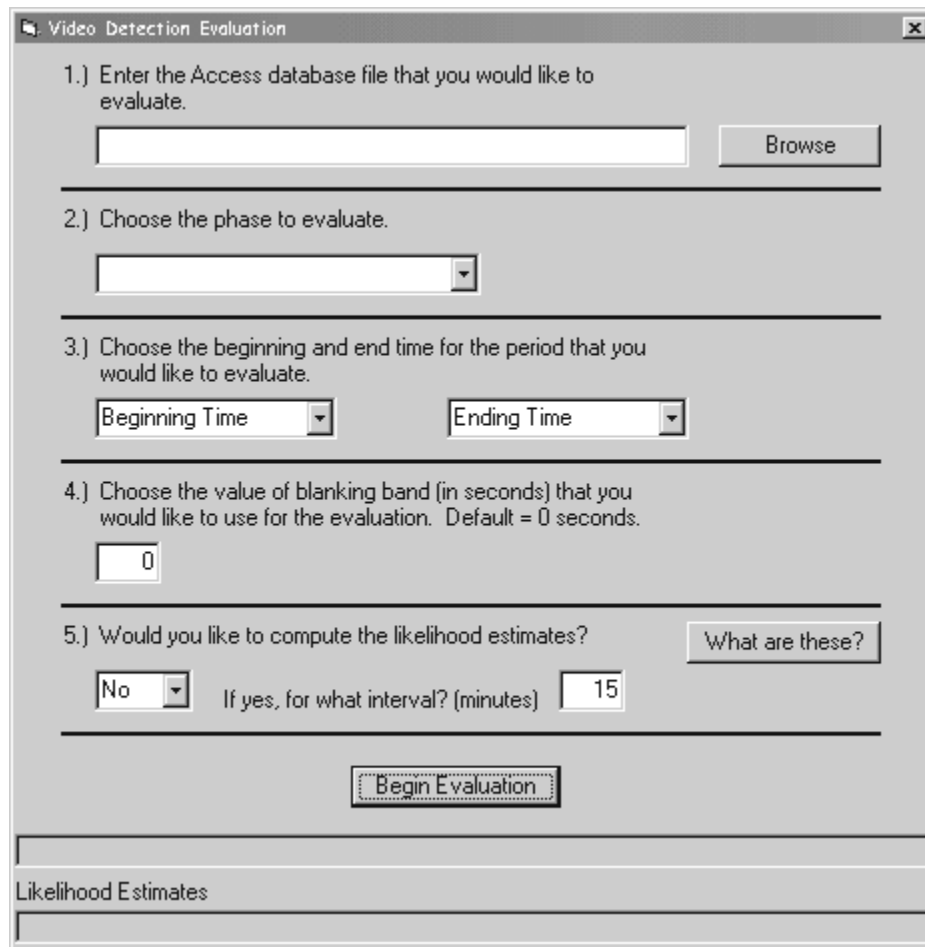 Video Detection Evaluation
1.) Enter the Access database file that you would like to
evaluate.
Browse
2.) Choose the phase to evaluate.
3.) Choose the beginning and end time for the period that you
would like to evaluate.
Beginning Time
Ending Time
4.) Choose the value of blanking band (in seconds) that you
would like to use for the evaluation. Default = 0 seconds.
0
5.) Would you like to compute the likelihood estimates?
What are these?
No
If yes, for what interval? (minutes)
15
Begin Evaluation
Likelihood Estimates